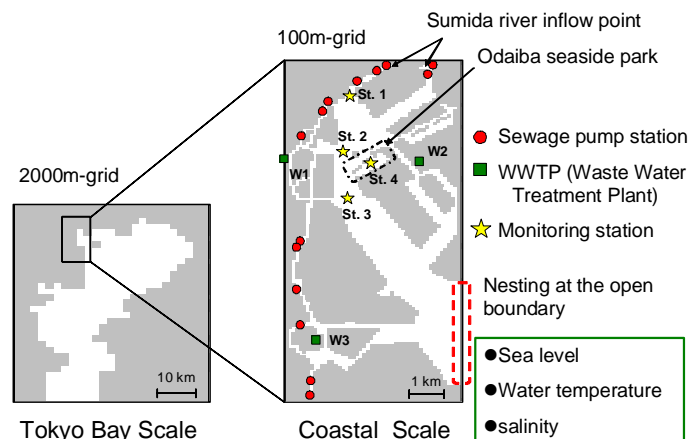 Sumida river inflow point
100m-grid
Odaiba seaside park
St. 1
St. 2
W1
W2
St. 4
St. 3
W3
1 km
Sewage pump station
WWTP (Waste Water
Treatment Plant)
Monitoring station
2000m-grid
10 km
Nesting at the open
boundary
●Sea level
●Water temperature
●salinity
Tokyo Bay Scale
Coastal Scale